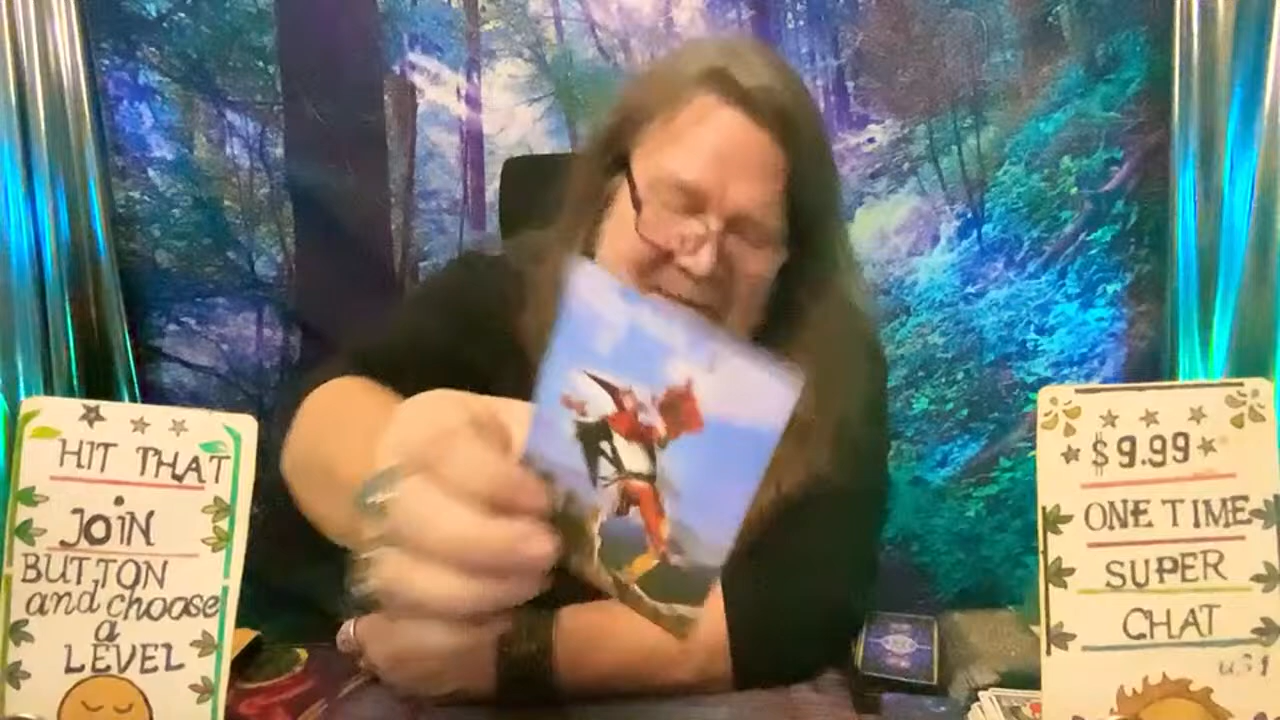 HIT THAT
JOiN
BUTTON
and choose
a
LEVEL
$9.99
ONE TIME
SUPER
CHAT